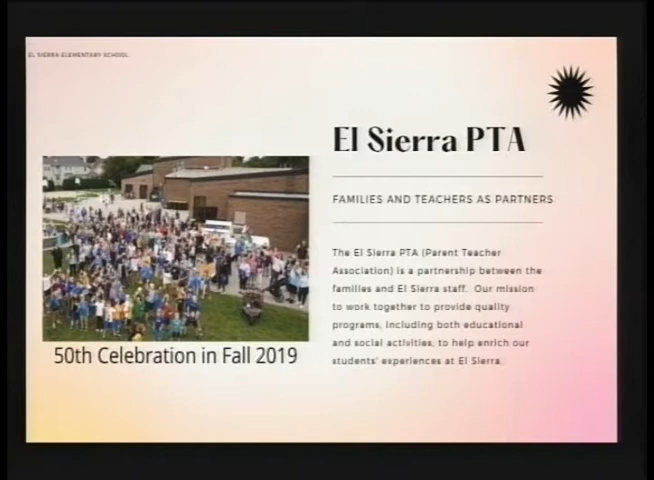 EL SIERRA ELEMENTARY SCHOOL
El Sierra PTA
FAMILIES AND TEACHERS AS PARTNERS
The El Sierra PTA (Parent Teacher
Association) is a partnership between the
families and El Sierra staff. Our mission
to work together to provide quality
programs, including both educational
and social activities, to help enrich our
students' experiences at El Sierra.
50th Celebration in Fall 2019